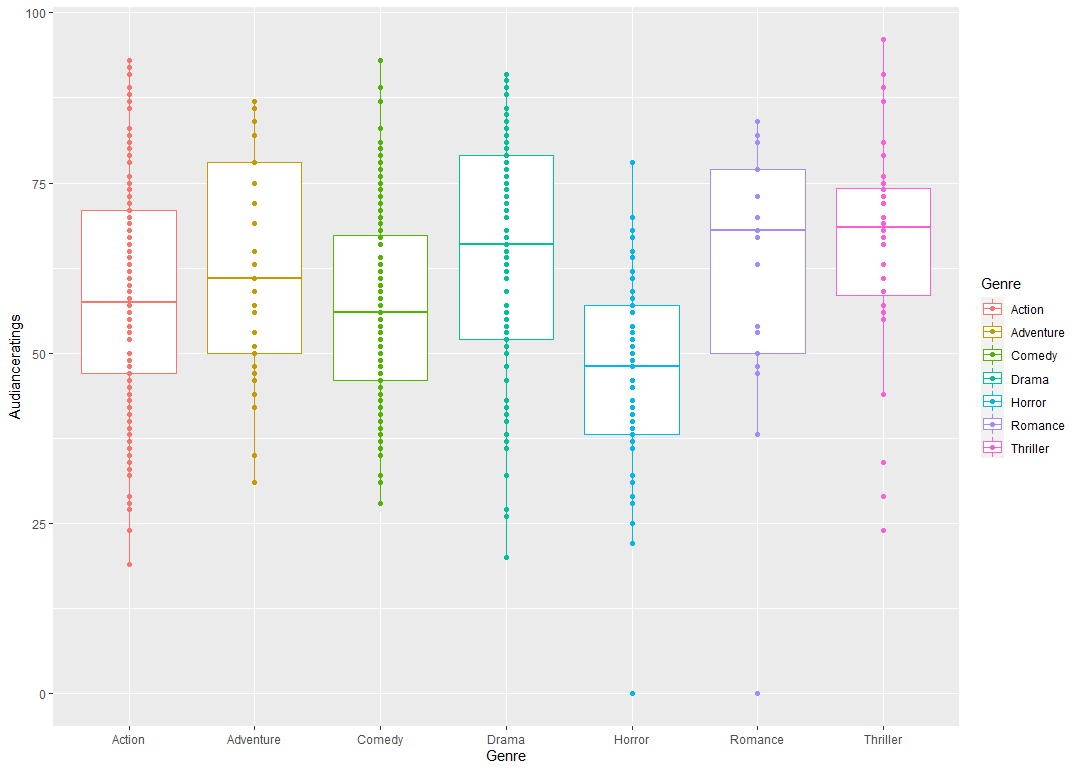 100
75
50
25
0
Audianceratings
Action Adventure Comedy Drama Horror Romance Thriller
Genre
Genre
Action
Adventure
Comedy
Drama
Horror
Romance
Thriller